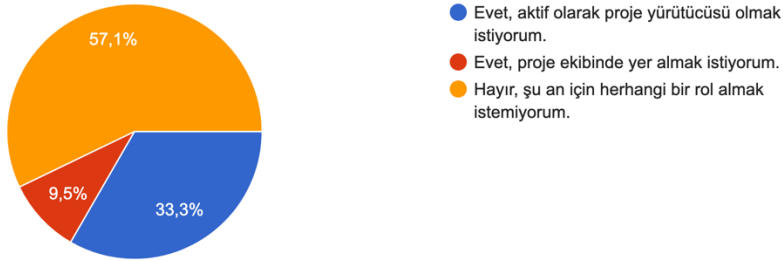 57,1%
9,5%
33,3%
Evet, aktif olarak proje yürütücüsü olmak
istiyorum.
Evet, proje ekibinde yer almak istiyorum.
Hayır, şu an için herhangi bir rol almak
istemiyorum.